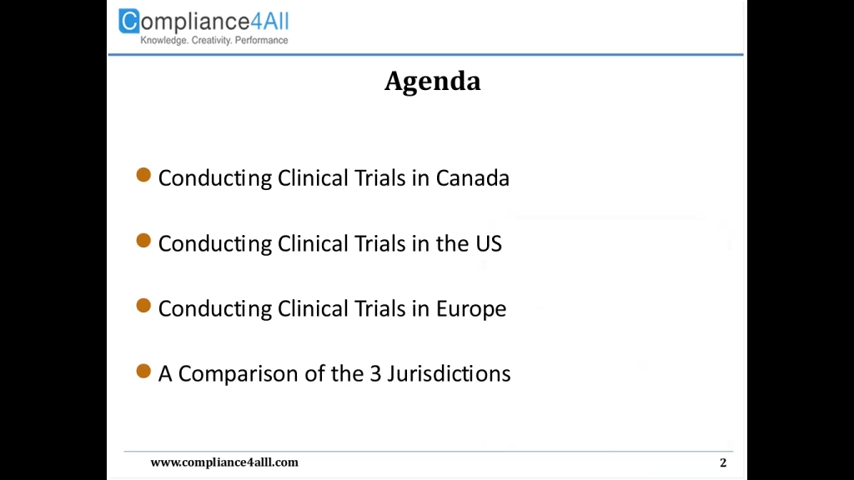 Compliance4All
Knowledge. Creativity. Performance
Agenda
Conducting Clinical Trials in Canada
Conducting Clinical Trials in the US
Conducting Clinical Trials in Europe
A Comparison of the 3 Jurisdictions
www.compliance4alll.com 2